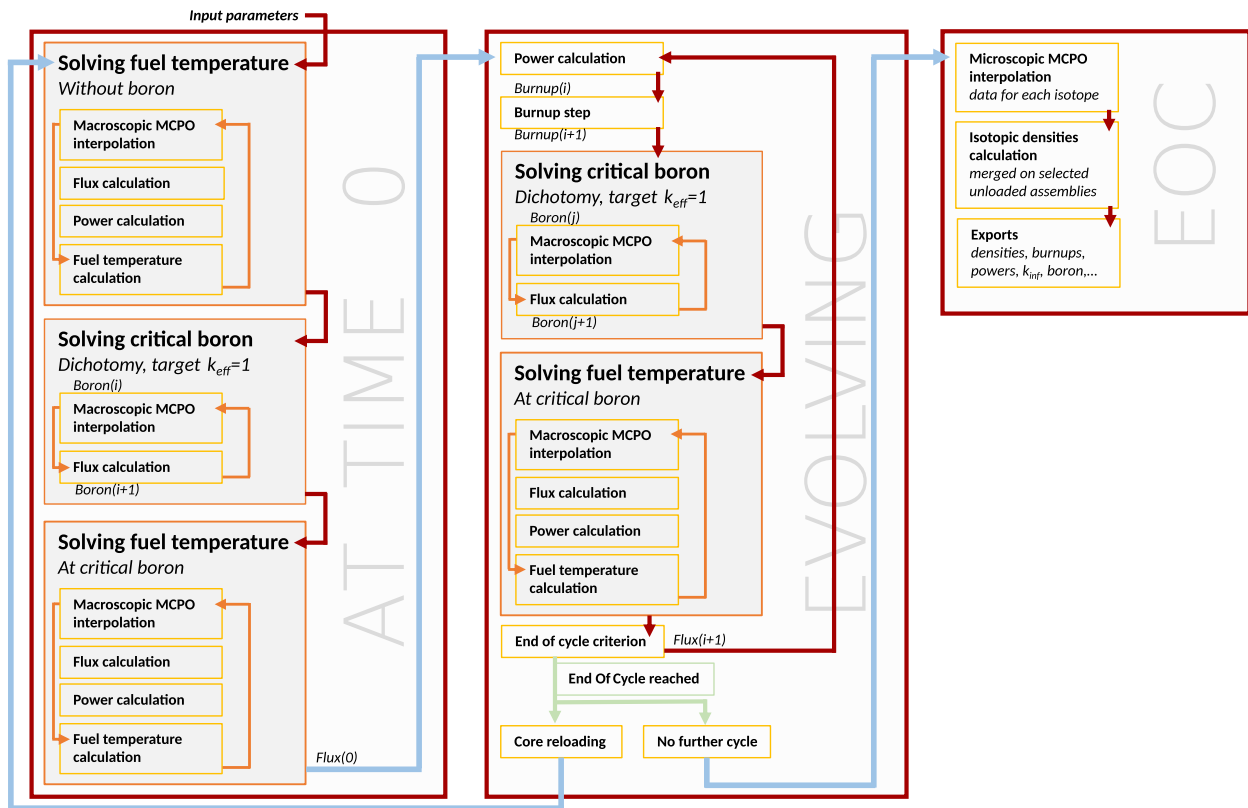 Input parameters
Solving fuel temperature
Without boron
Macroscopic MCPO
interpolation
Flux calculation
Power calculation
Fuel temperature
calculation
Solving critical boron
Dichotomy, target keff=1
Boron(i)
Macroscopic MCPO
interpolation
Flux calculation
Boron(i+1)
Solving fuel temperature
At critical boron
Macroscopic MCPO
interpolation
Flux calculation
Power calculation
Fuel temperature
calculation
Flux(0)
AT TIME 0
Power calculation
Burnup(i)
Burnup step
Burnup(i+1)
Solving critical boron
Dichotomy, target keff=1
Boron(j)
Macroscopic MCPO
interpolation
Flux calculation
Boron(j+1)
Solving fuel temperature
At critical boron
Macroscopic MCPO
interpolation
Flux calculation
Power calculation
Fuel temperature
calculation
End of cycle criterion
Flux(i+1)
End Of Cycle reached
Core reloading
No further cycle
EVOLVING
Microscopic MCPO
interpolation
data for each isotope
Isotopic densities
calculation
merged on selected
unloaded assemblies
Exports
densities, burnups,
powers, kinf, boron,...
EOC